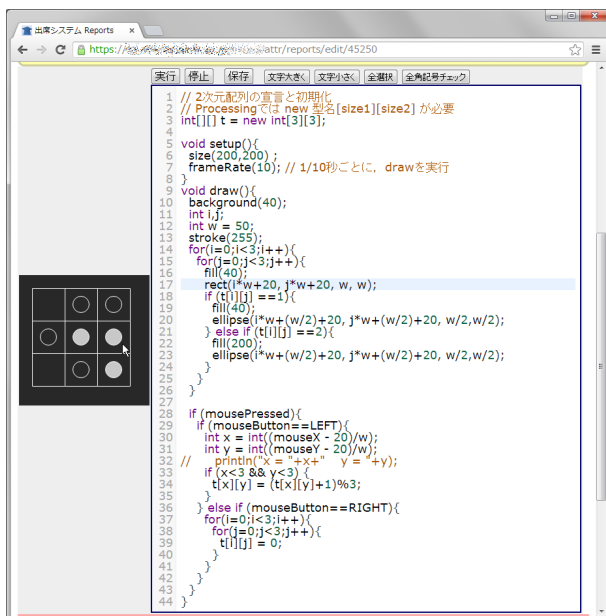 出席システム Reports ×
https:// attr/reports/edit/45250
実行 停止 保存 文字大きく 文字小さく 全選択 全角記号チェック
1 // 2次元配列の宣言と初期化
2 // Processingでは new 型名[size1][size2] が必要
3 int[][] t = new int[3][3];
4
5 void setup(){
6 size(200,200) ;
7 frameRate(10); // 1/10秒ごとに，drawを実行
8 }
9 void draw(){
10 background(40);
11 int i,j;
12 int w = 50;
13 stroke(255);
14 for(i=0;i<3;i++){
15 for(j=0;j<3;j++){
16 fill(40);
17 rect(i*w+20, j*w+20, w, w);
18 if (t[i][j] ==1){
19 fill(40);
20 ellipse(i*w+(w/2)+20, j*w+(w/2)+20, w/2,w/2);
21 } else if (t[i][j] ==2){
22 fill(200);
23 ellipse(i*w+(w/2)+20, j*w+(w/2)+20, w/2,w/2);
24 }
25 }
26 }
27
28 if (mousePressed){
29 if (mouseButton==LEFT){
30 int x = int((mouseX - 20)/w);
31 int y = int((mouseY - 20)/w);
32 // println("x = "+x+" y = "+y);
33 if (x<3 && y<3) {
34 t[x][y] = (t[x][y]+1)%3;
35 }
36 } else if (mouseButton==RIGHT){
37 for(i=0;i<3;i++){
38 for(j=0;j<3;j++){
39 t[i][j] = 0;
40 }
41 }
42 }
43 }
44 }